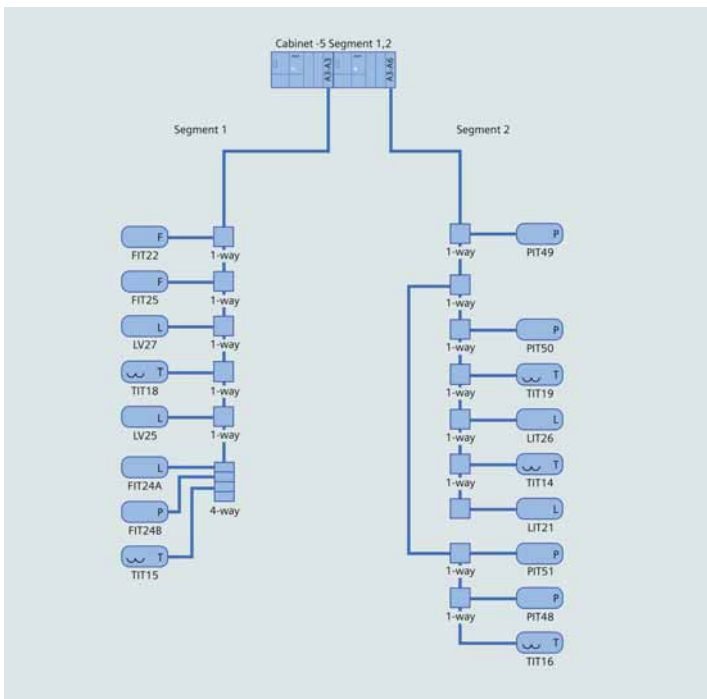 Cabinet -5 Segment 1,2
A3-A3
A3-A6
Segment 1
Segment 2
F
FIT22
1-way
F
FIT25
1-way
L
LV27
1-way
T
TIT18
1-way
L
LV25
1-way
L
FIT24A
P
FIT24B
4-way
T
TIT15
P
1-way
PIT49
1-way
P
1-way
PIT50
T
1-way
TIT19
L
1-way
LIT26
T
1-way
TIT14
L
LIT21
P
1-way
PIT51
P
1-way
PIT48
T
TIT16